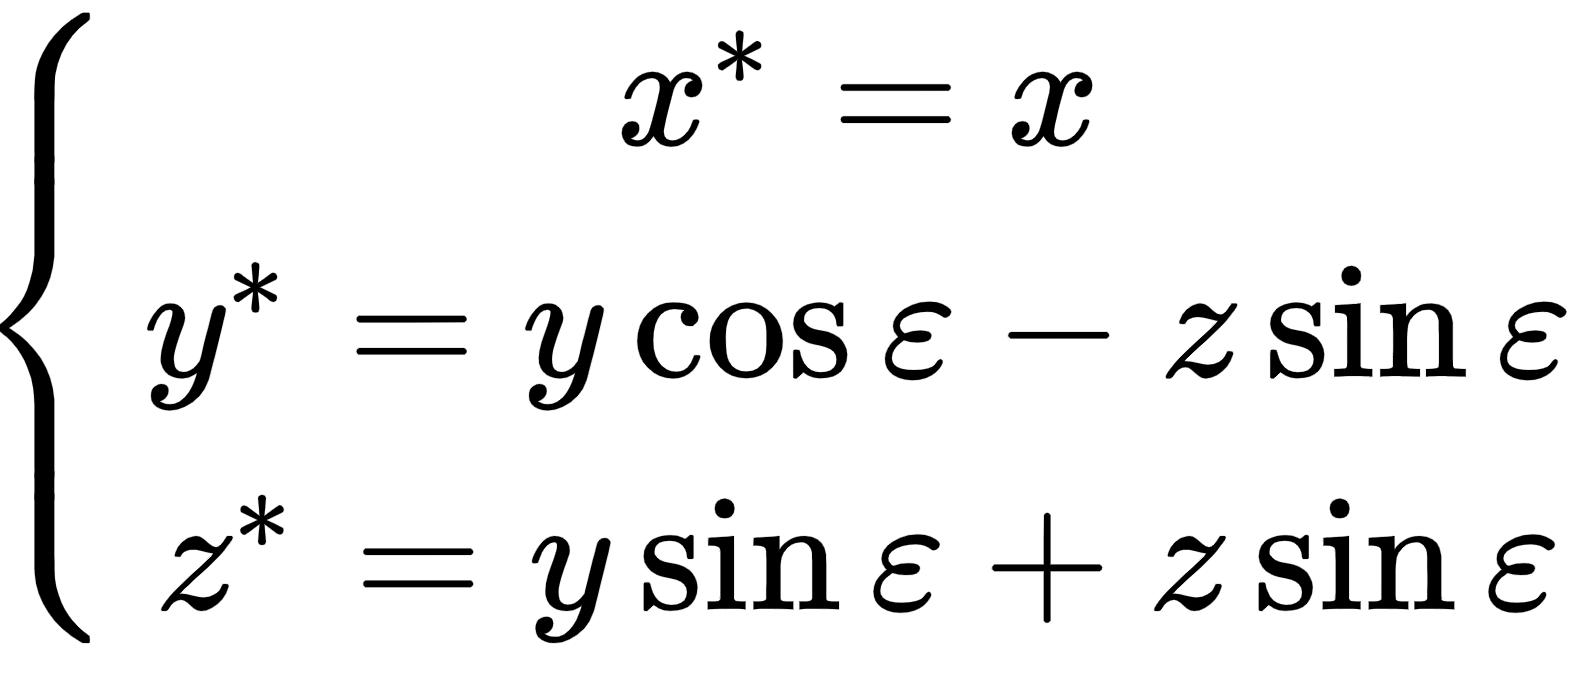 x* = x
y* = y cos ε − z sin ε
z* = y sin ε + z sin ε